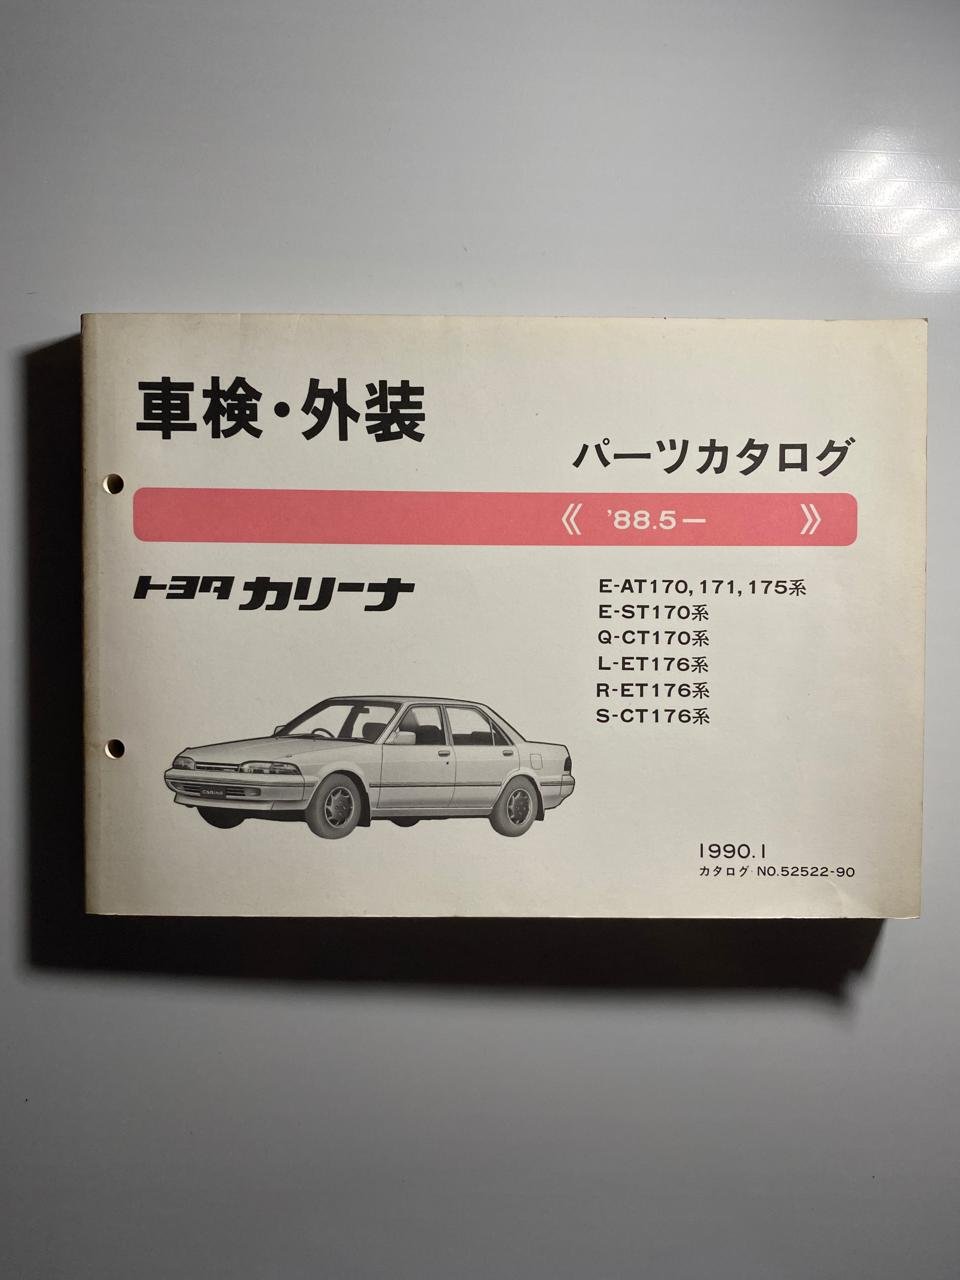 車検・外装
パーツカタログ
《 '88.5ー 》
トヨタ カリーナ
E-AT170,171,175系
E-ST170系
Q-CT170系
L-ET176系
R-ET176系
S-CT176系
CARINA
1990.1
カタログ NO.52522-90